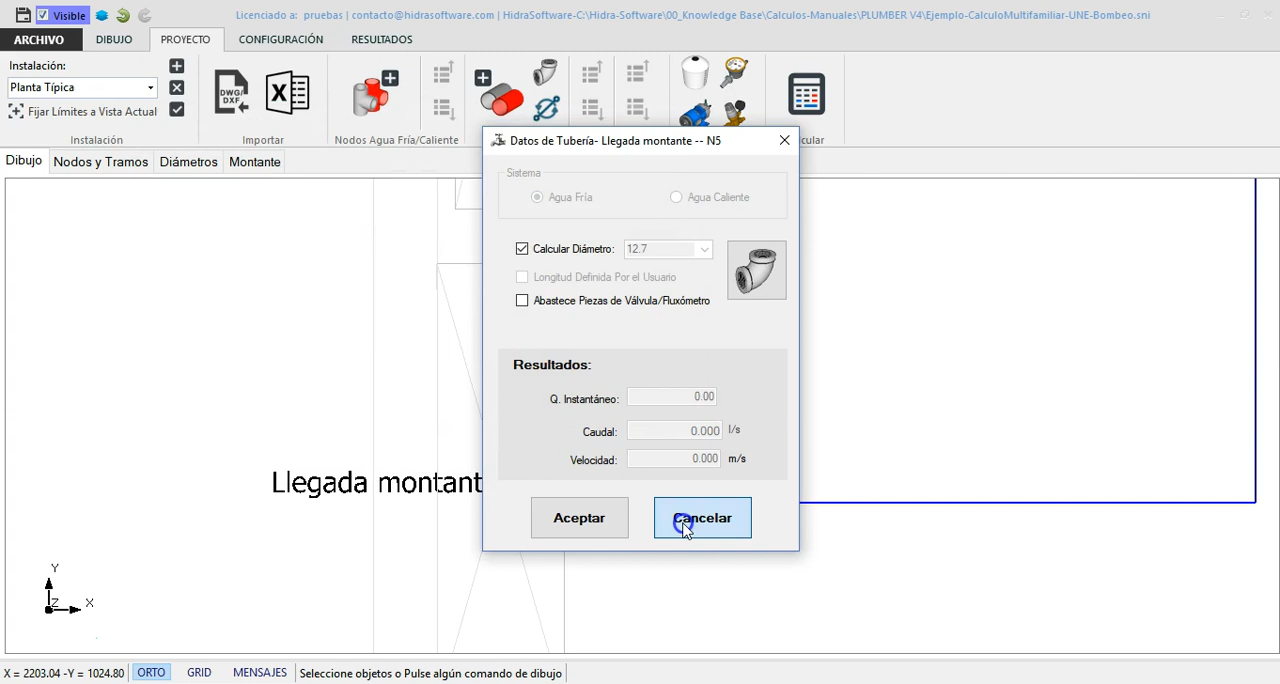 Visible
Licenciado a: pruebas | contacto@hidrasoftware.com | HidraSoftware-C:\Hidra-Software\00_Knowledge Base\Calculos-Manuales\PLUMBER V4\Ejemplo-CalculoMultifamiliar-UNE-Bombeo.sni
ARCHIVO DIBUJO PROYECTO CONFIGURACIÓN RESULTADOS
Instalación:
Planta Típica
Fijar Límites a Vista Actual
DWG/
DXF
Instalación Importar Nodos Agua Fría/Caliente
Dibujo Nodos y Tramos Diámetros Montante
Datos de Tubería- Llegada montante -- N5
Sistema
Agua Fría Agua Caliente
Calcular Diámetro: 12.7
Longitud Definida Por el Usuario
Abastece Piezas de Válvula/Fluxómetro
Resultados:
Q. Instantáneo: 0.00
Caudal: 0.000 l/s
Velocidad: 0.000 m/s
Llegada montant
Aceptar Cancelar
Y
Z X
X = 2203.04 -Y = 1024.80 ORTO GRID MENSAJES Seleccione objetos o Pulse algún comando de dibujo